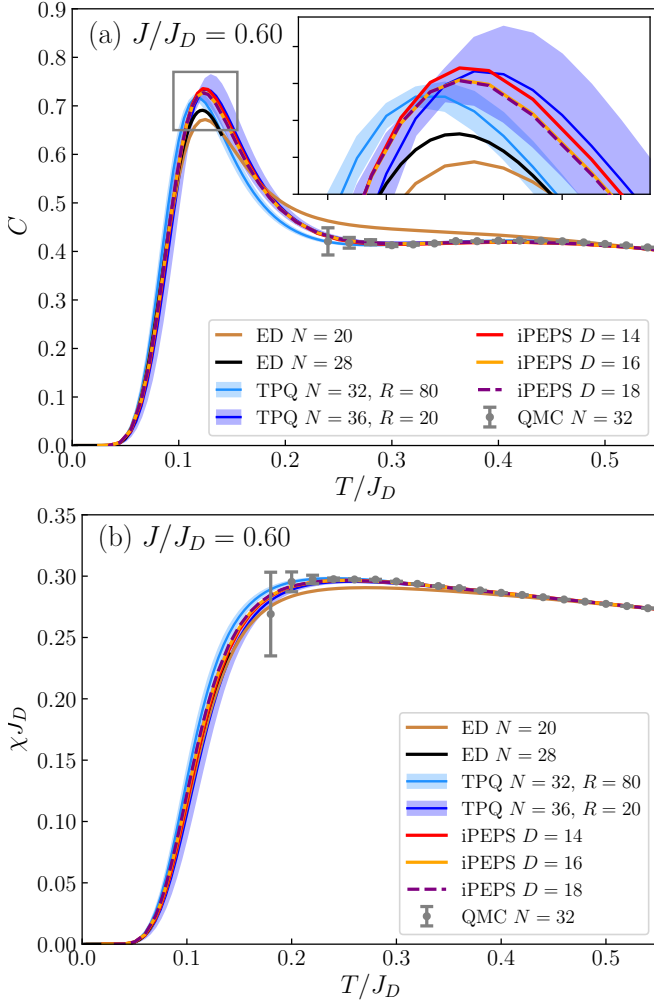 (a) J/J_D = 0.60
C
0.9
0.8
0.7
0.6
0.5
0.4
0.3
0.2
0.1
0.0
ED N = 20
ED N = 28
TPQ N = 32, R = 80
TPQ N = 36, R = 20
iPEPS D = 14
iPEPS D = 16
iPEPS D = 18
QMC N = 32
0.0 0.1 0.2 0.3 0.4 0.5
T/J_D
(b) J/J_D = 0.60
χJ_D
0.35
0.30
0.25
0.20
0.15
0.10
0.05
0.00
ED N = 20
ED N = 28
TPQ N = 32, R = 80
TPQ N = 36, R = 20
iPEPS D = 14
iPEPS D = 16
iPEPS D = 18
QMC N = 32
0.0 0.1 0.2 0.3 0.4 0.5
T/J_D